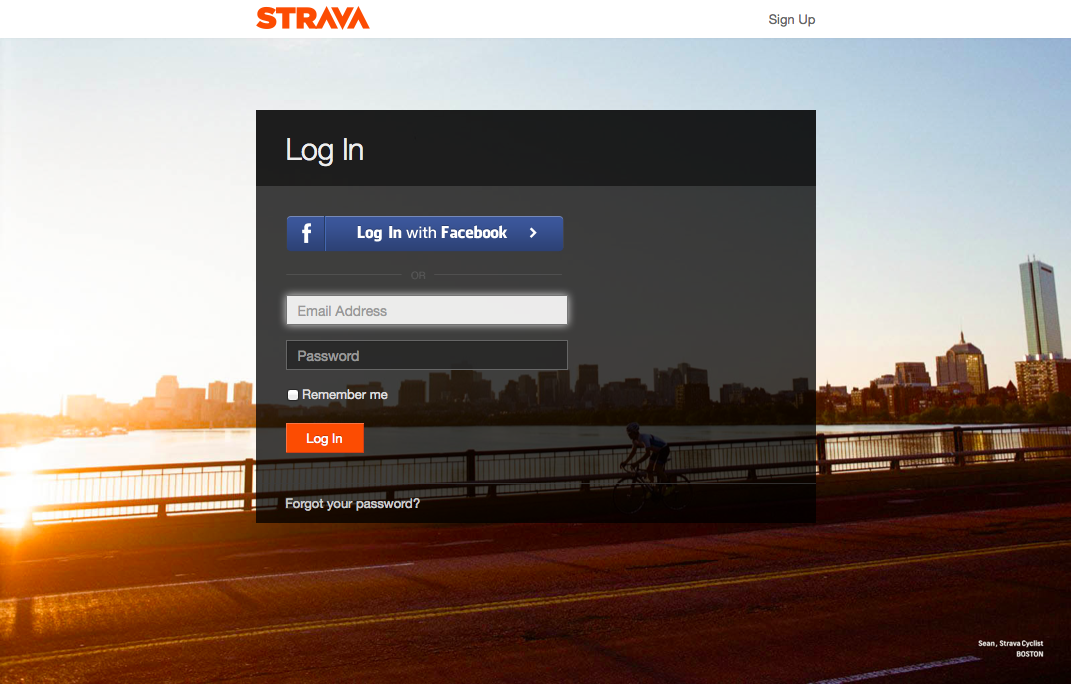 STRAVA
Sign Up
Log In
f
Log In with Facebook
OR
Email Address
Password
Remember me
Log In
Forgot your password?
Sean, Strava Cyclist
BOSTON